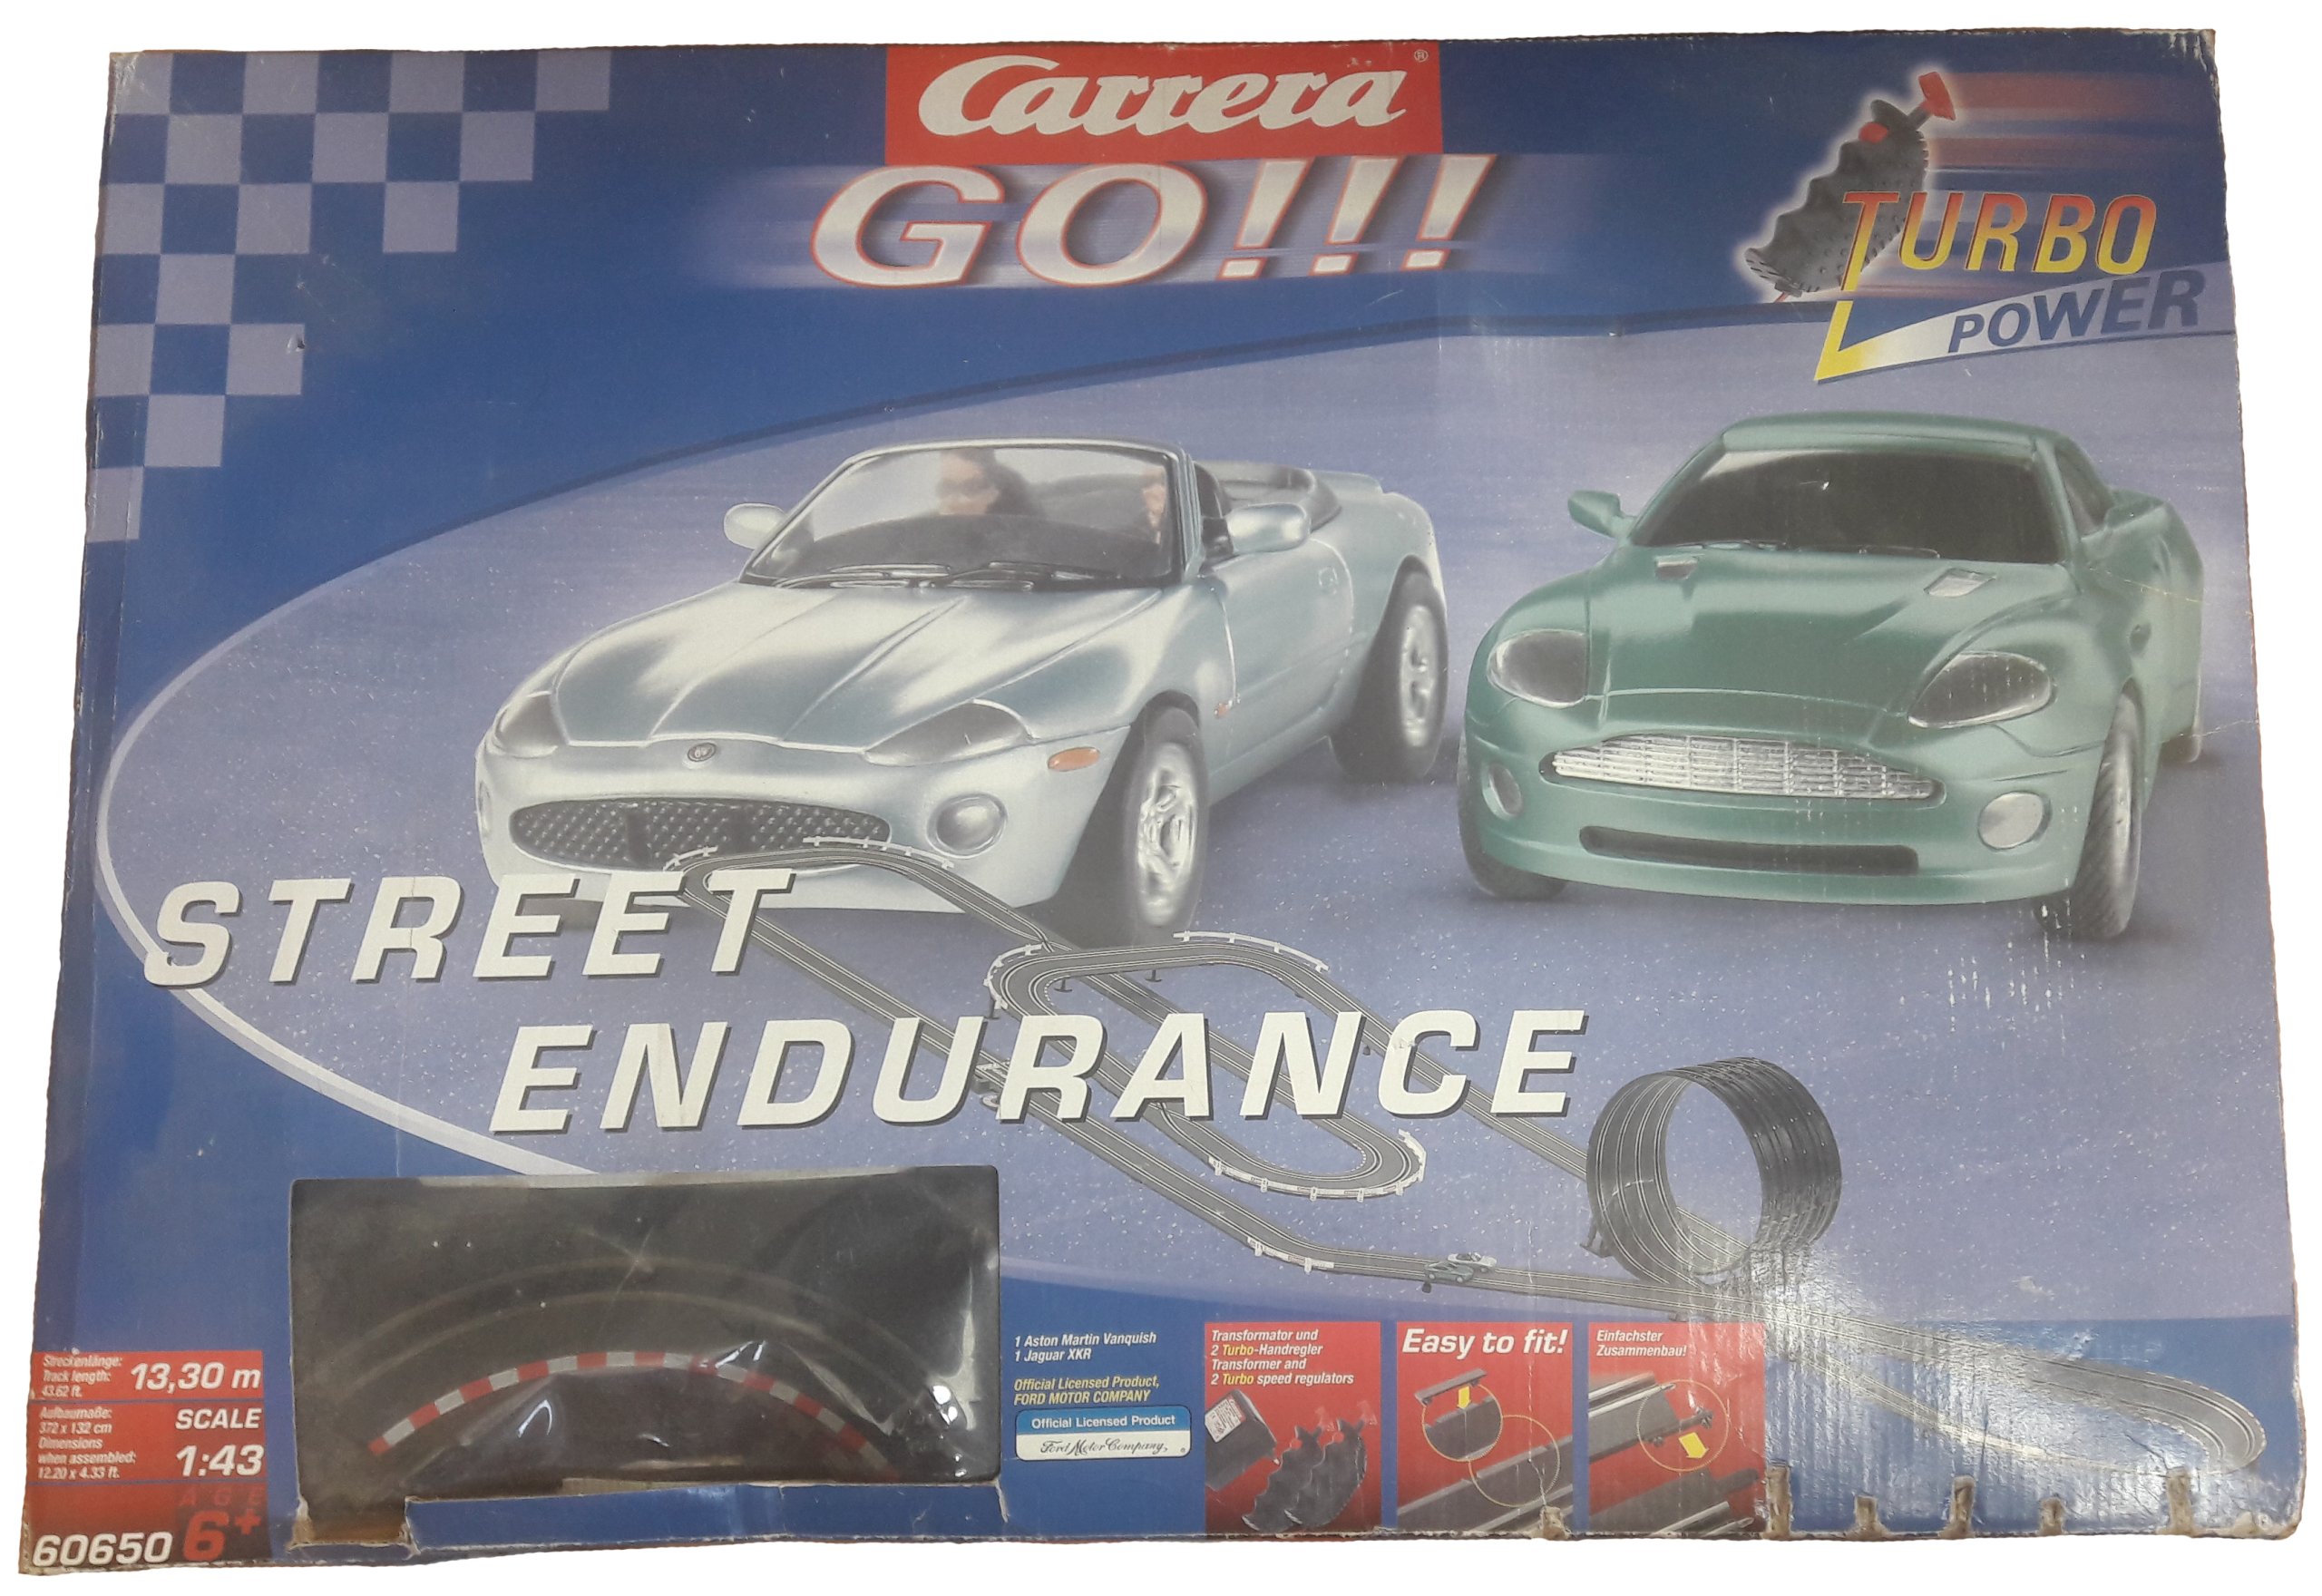 Carrera®
GO!!!
TURBO
POWER
STREET
ENDURANCE
Streckenlänge:
Track length:
43.62 ft.
13,30 m
Aufbaumaße:
372 x 132 cm
Dimensions
when assembled:
12.20 x 4.33 ft.
SCALE
1:43
AGE
6+
60650
1 Aston Martin Vanquish
1 Jaguar XKR
Official Licensed Product,
FORD MOTOR COMPANY
Official Licensed Product
Ford Motor Company,
Transformator und
2 Turbo-Handregler
Transformer and
2 Turbo speed regulators
Easy to fit!
Einfachster
Zusammenbau!